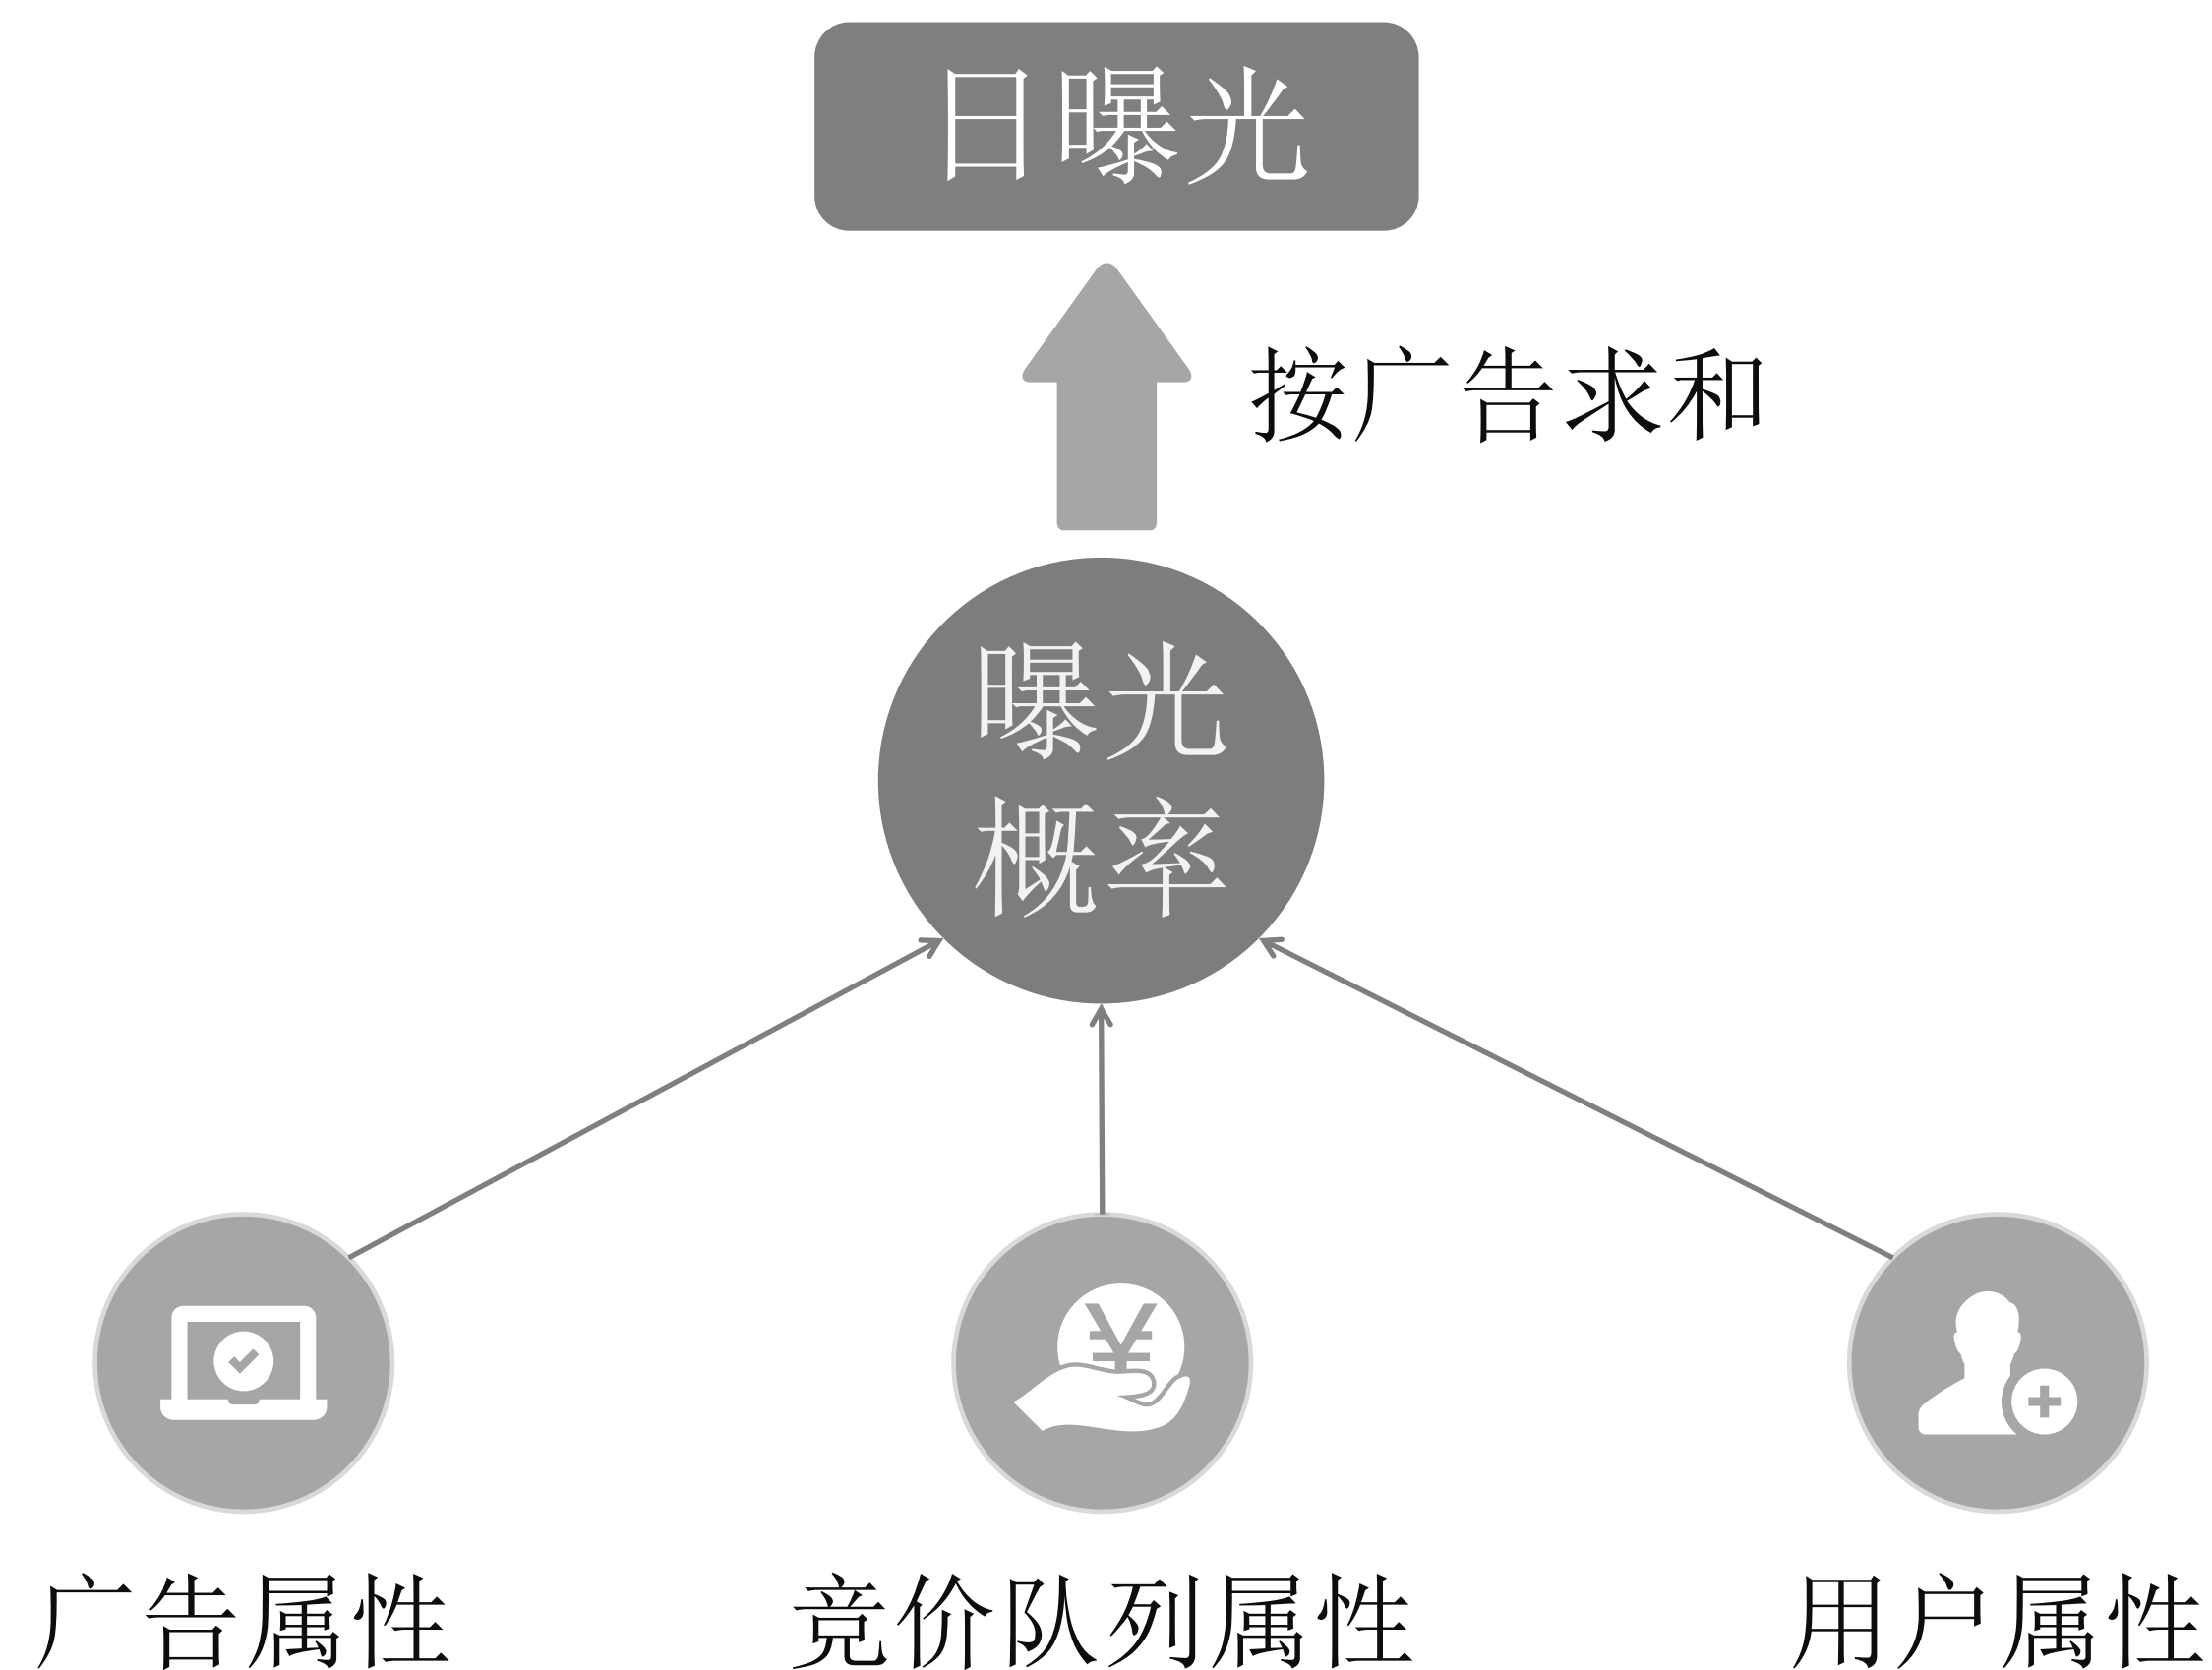 日曝光
按广告求和
曝光
概率
广告属性
竞价队列属性
用户属性